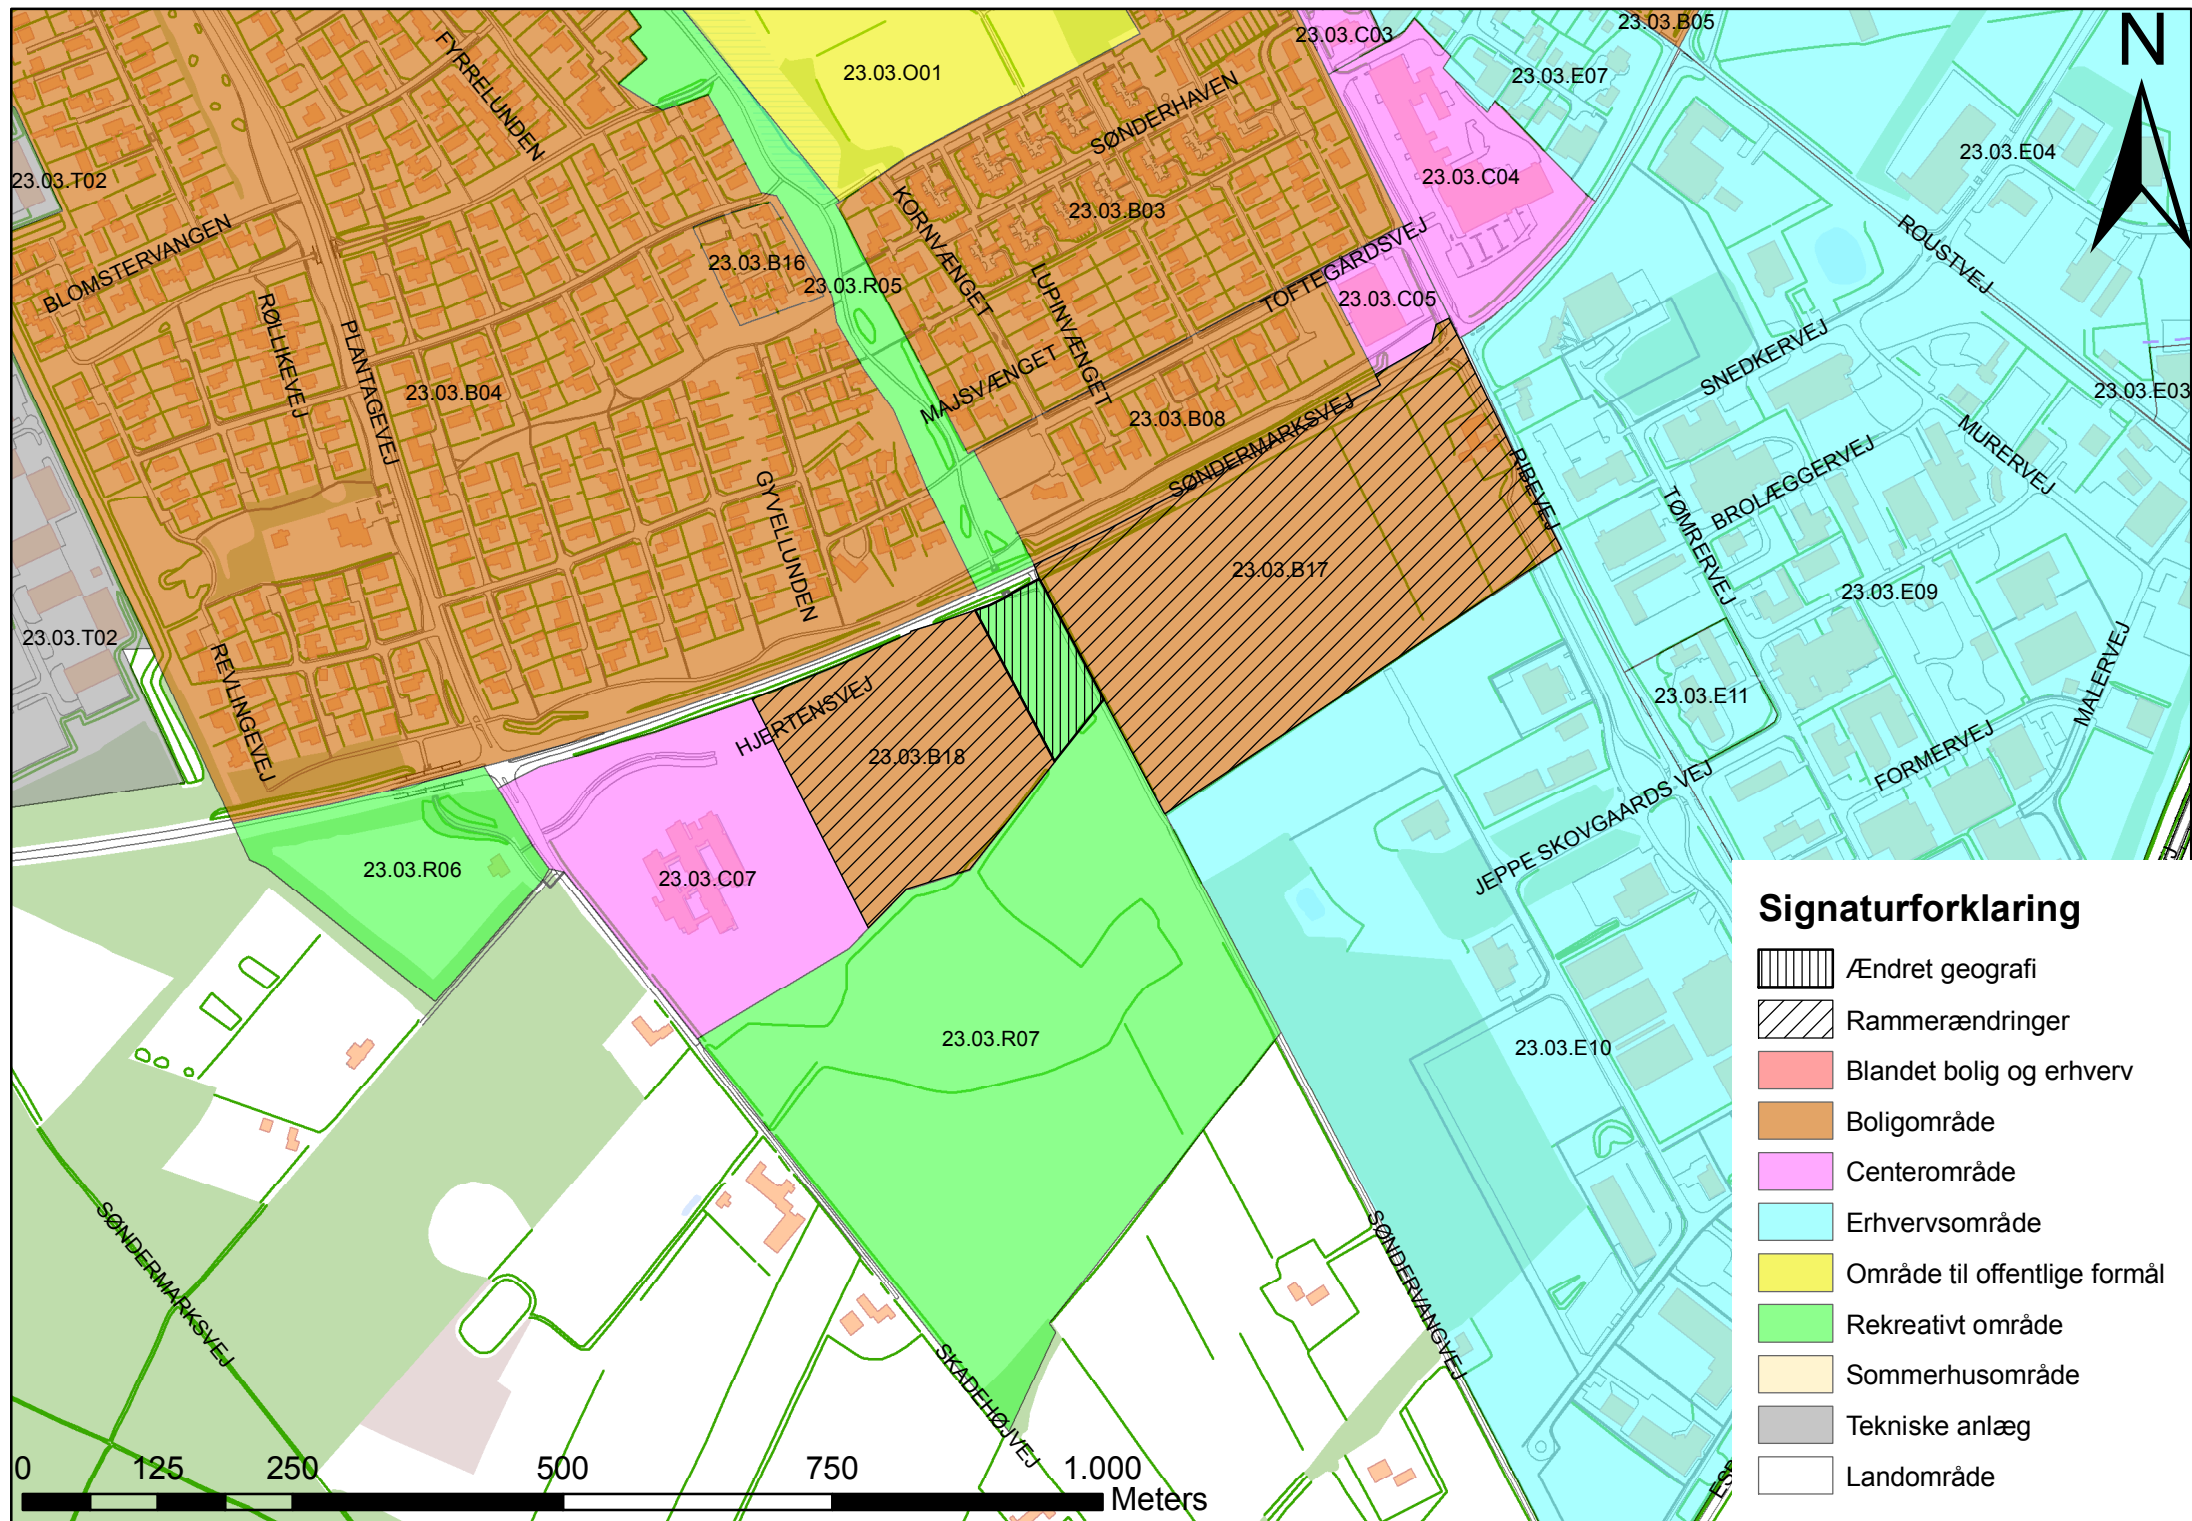 23.03.B05
23.03.C03
N
FYRRELUNDEN
23.03.O01
23.03.E07
SØNDERHAVEN
23.03.E04
23.03.T02
23.03.C04
KORNVÆNGET
23.03.B03
BLOMSTERVANGEN
ROUSTVEJ
23.03.B16
TOFTEGÅRDSVEJ
23.03.R05
LUPINVÆNGET
23.03.C05
RØLLIKEVEJ
PLANTAGEVEJ
SNEDKERVEJ
MAJSVÆNGET
23.03.B04
23.03.E03
23.03.B08
SØNDERMARKSVEJ
MURERVEJ
GYVELLUNDEN
RIBEVEJ
BROLÆGGERVEJ
TØMRERVEJ
23.03.B17
23.03.E09
23.03.T02
REVLINGEVEJ
MALERVEJ
23.03.E11
HJERTENSVEJ
23.03.B18
FORMERVEJ
JEPPE SKOVGAARDS VEJ
23.03.R06
23.03.C07
23.03.R07
23.03.E10
SØNDERMARKSVEJ
SØNDERVANGVEJ
SKADEHØJVEJ
Signaturforklaring
Ændret geografi
Rammerændringer
Blandet bolig og erhverv
Boligområde
Centerområde
Erhvervsområde
Område til offentlige formål
Rekreativt område
Sommerhusområde
Tekniske anlæg
Landområde
0 125 250 500 750 1.000
Meters